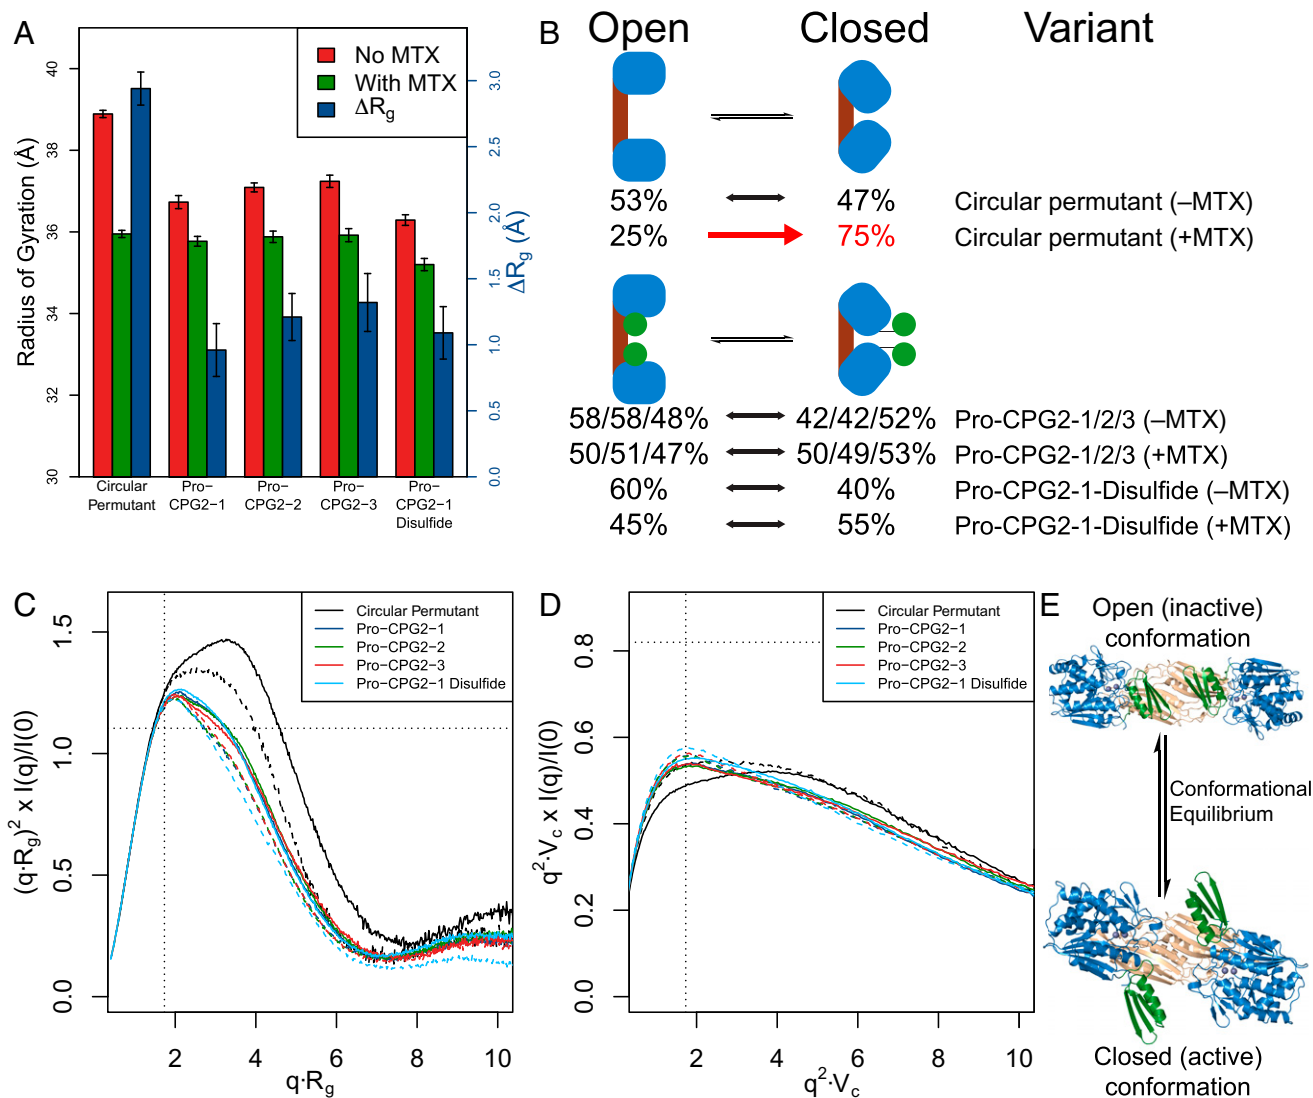 A
No MTX
With MTX
ΔRg
Radius of Gyration (Å)
30
32
34
36
38
40
ΔRg (Å)
0.0
0.5
1.0
1.5
2.0
2.5
3.0
Circular
Permutant
Pro−
CPG2−1
Pro−
CPG2−2
Pro−
CPG2−3
Pro−
CPG2−1
Disulfide
B
Open
Closed
Variant
53%
47%
Circular permutant (–MTX)
25%
75%
Circular permutant (+MTX)
58/58/48%
42/42/52%
Pro-CPG2-1/2/3 (–MTX)
50/51/47%
50/49/53%
Pro-CPG2-1/2/3 (+MTX)
60%
40%
Pro-CPG2-1-Disulfide (–MTX)
45%
55%
Pro-CPG2-1-Disulfide (+MTX)
C
Circular Permutant
Pro−CPG2−1
Pro−CPG2−2
Pro−CPG2−3
Pro−CPG2−1 Disulfide
(q·Rg)² x I(q)/I(0)
0.0
0.5
1.0
1.5
2
4
6
8
10
q·Rg
D
Circular Permutant
Pro−CPG2−1
Pro−CPG2−2
Pro−CPG2−3
Pro−CPG2−1 Disulfide
q²·Vc x I(q)/I(0)
0.0
0.2
0.4
0.6
0.8
2
4
6
8
10
q²·Vc
E
Open (inactive)
conformation
Conformational
Equilibrium
Closed (active)
conformation